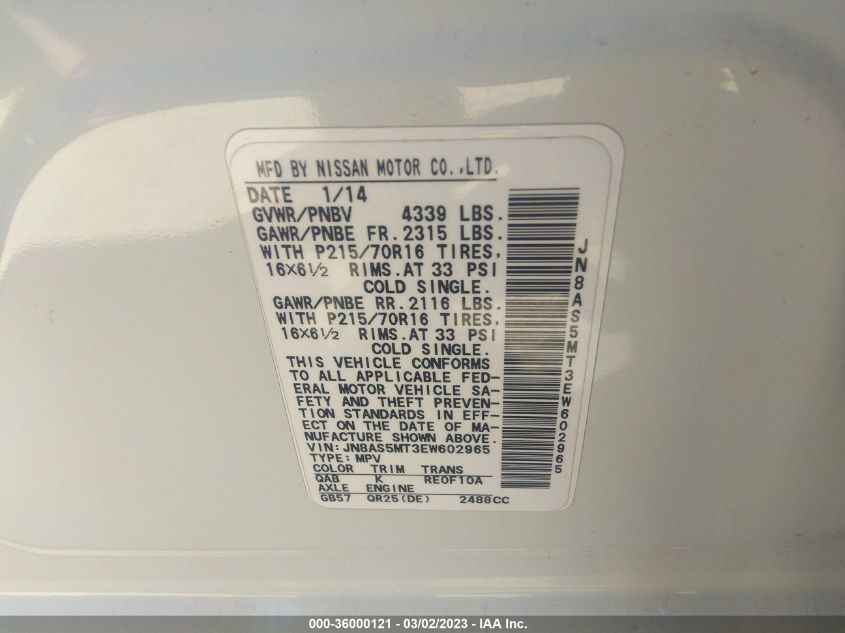 MFD BY NISSAN MOTOR CO.,LTD.
DATE 1/14
GVWR/PNBV 4339 LBS.
GAWR/PNBE FR. 2315 LBS.
WITH P215/70R16 TIRES,
16X6½ RIMS. AT 33 PSI
COLD SINGLE.
GAWR/PNBE RR. 2116 LBS.
WITH P215/70R16 TIRES,
16X6½ RIMS. AT 33 PSI
COLD SINGLE.
THIS VEHICLE CONFORMS
TO ALL APPLICABLE FED-
ERAL MOTOR VEHICLE SA-
FETY AND THEFT PREVEN-
TION STANDARDS IN EFF-
ECT ON THE DATE OF MA-
NUFACTURE SHOWN ABOVE.
VIN: JN8AS5MT3EW602965
TYPE: MPV
COLOR TRIM TRANS
QAB K RE0F10A
AXLE ENGINE
GB57 QR25(DE) 2488CC
JN8AS5MT3EW602965
000-36000121 - 03/02/2023 - IAA Inc.